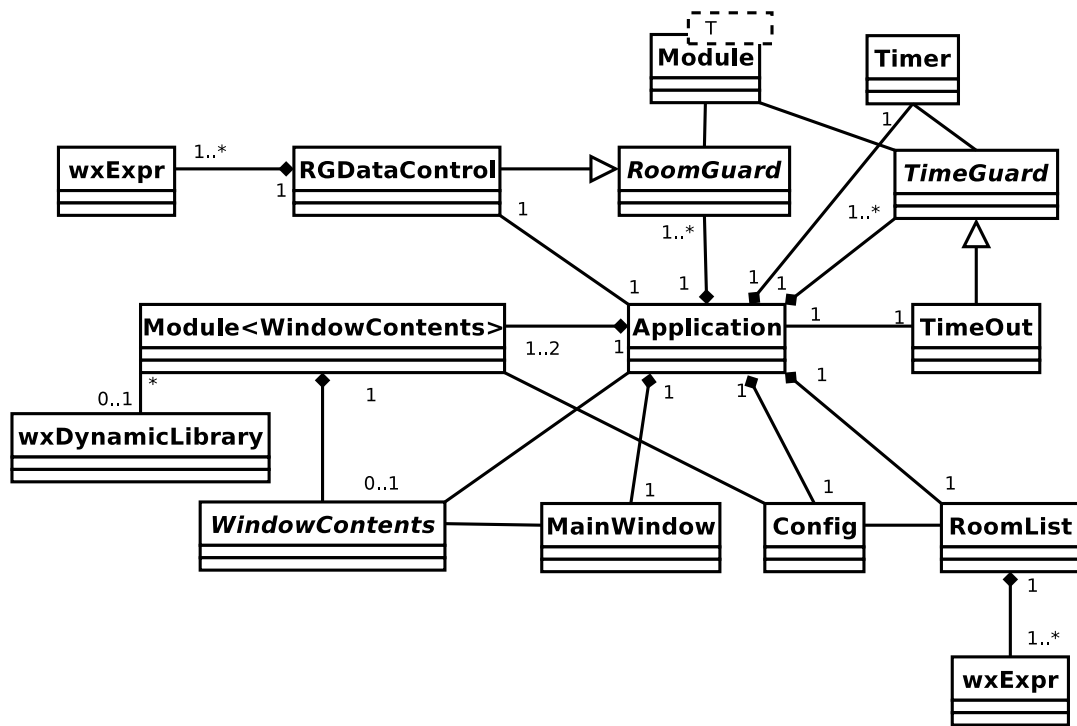 T
Module
Timer
1
1..*
wxExpr
1
RGDataControl
RoomGuard
TimeGuard
1
1..*
1..*
1
1
1
1
Module<WindowContents>
Application
1
1
TimeOut
1..2
1
*
0..1
1
1
1
1
wxDynamicLibrary
0..1
1
1
1
WindowContents
MainWindow
Config
RoomList
1
1..*
wxExpr